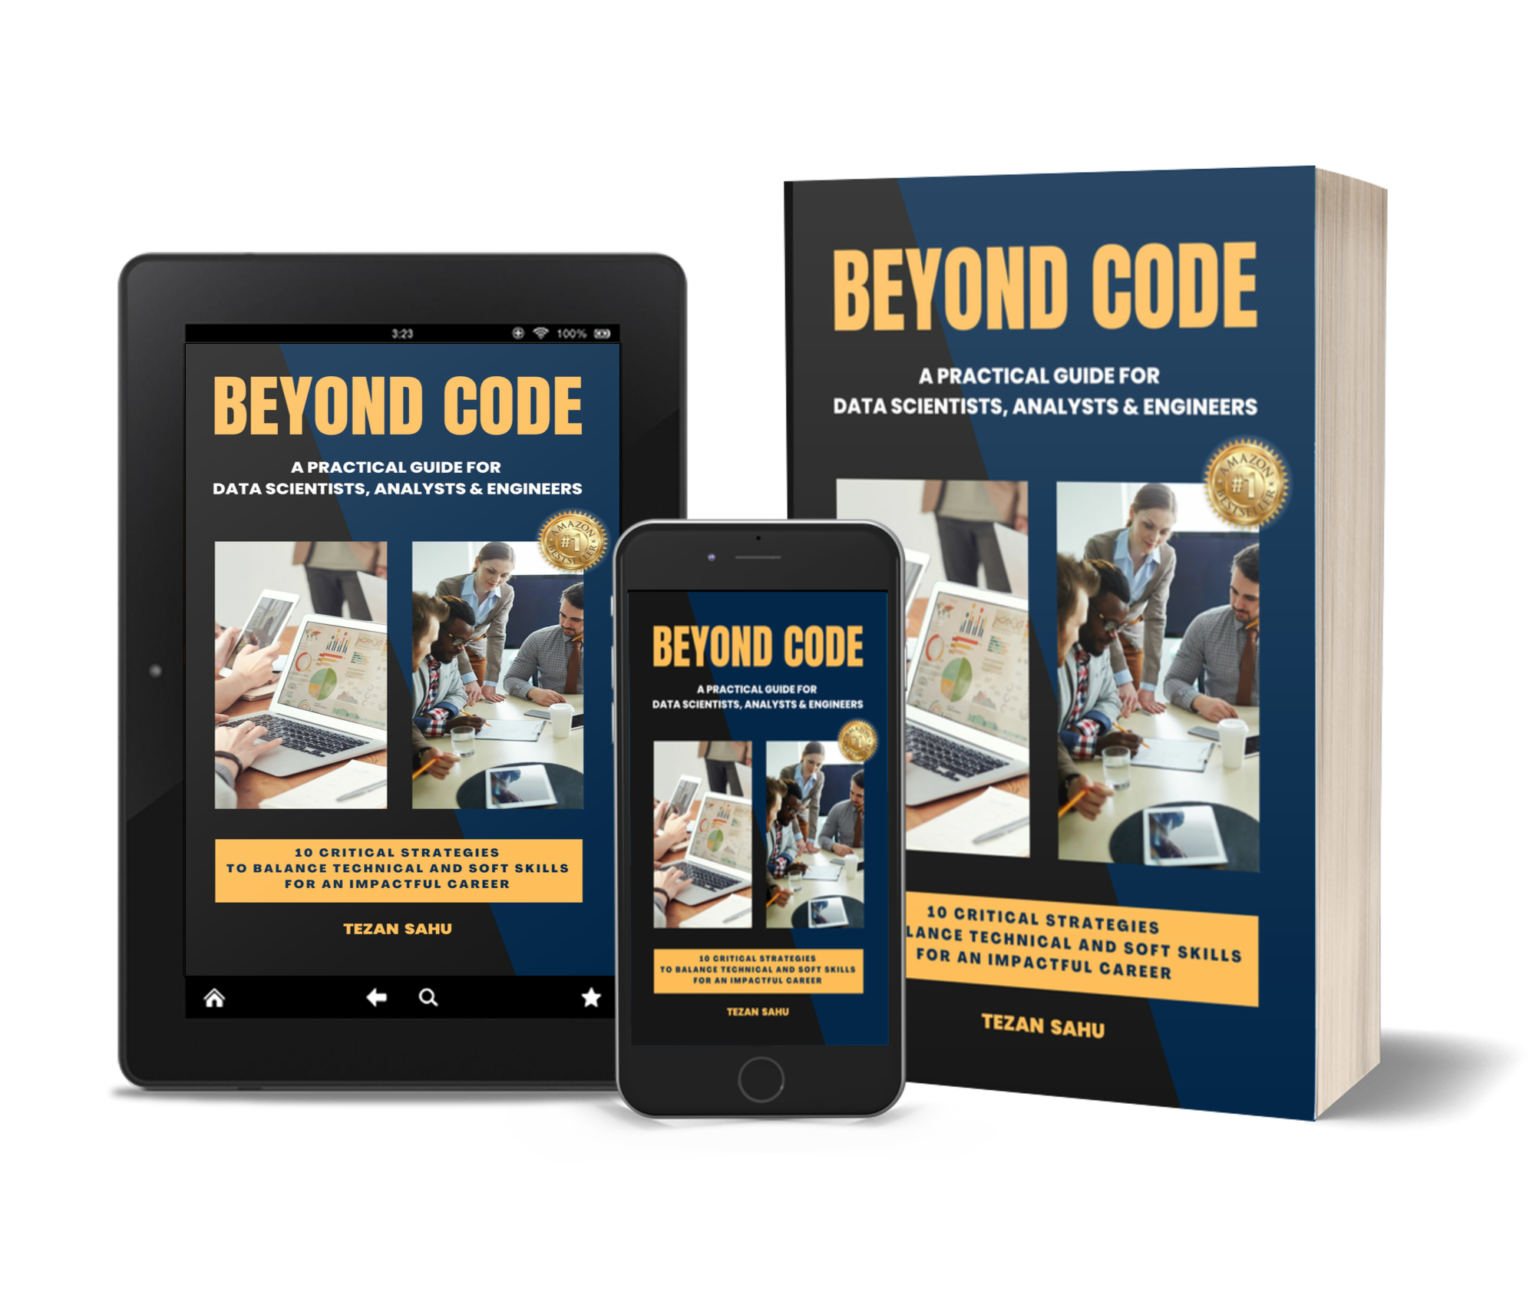 3:23
100%
BEYOND CODE
A PRACTICAL GUIDE FOR
DATA SCIENTISTS, ANALYSTS & ENGINEERS
AMAZON
#1
BESTSELLER
10 CRITICAL STRATEGIES
TO BALANCE TECHNICAL AND SOFT SKILLS
FOR AN IMPACTFUL CAREER
TEZAN SAHU
BEYOND CODE
A PRACTICAL GUIDE FOR
DATA SCIENTISTS, ANALYSTS & ENGINEERS
10 CRITICAL STRATEGIES
TO BALANCE TECHNICAL AND SOFT SKILLS
FOR AN IMPACTFUL CAREER
TEZAN SAHU
BEYOND CODE
A PRACTICAL GUIDE FOR
DATA SCIENTISTS, ANALYSTS & ENGINEERS
AMAZON
#1
BESTSELLER
10 CRITICAL STRATEGIES
LANCE TECHNICAL AND SOFT SKILLS
FOR AN IMPACTFUL CAREER
TEZAN SAHU